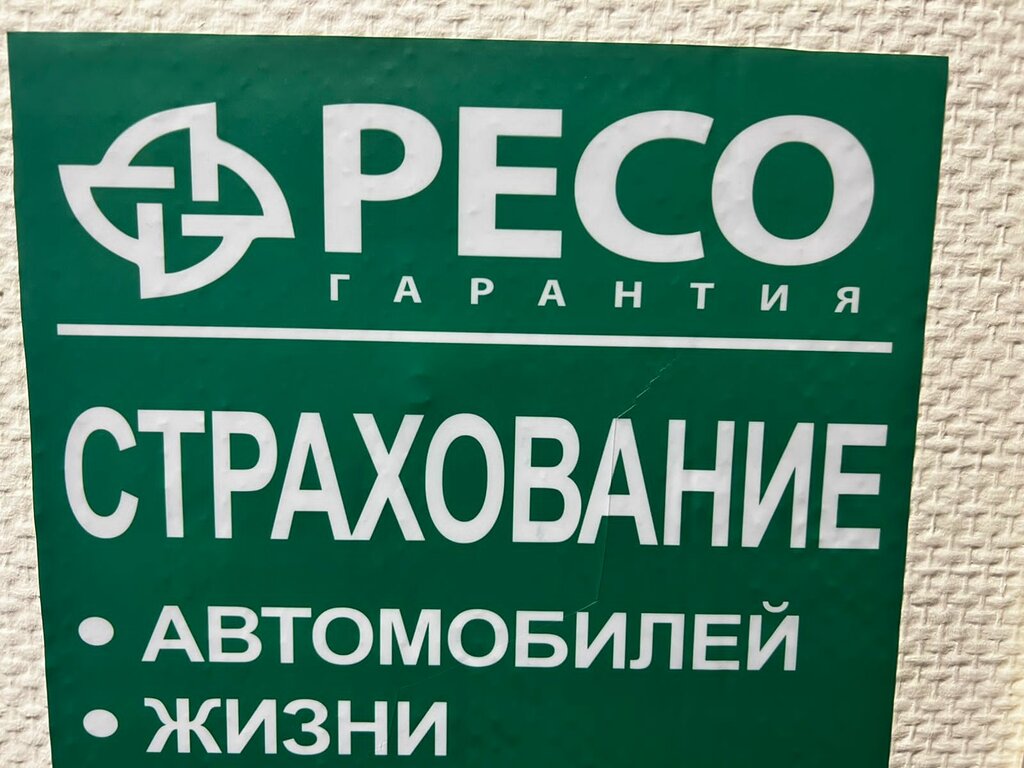 РЕСО
ГАРАНТИЯ
СТРАХОВАНИЕ
• АВТОМОБИЛЕЙ
• ЖИЗНИ